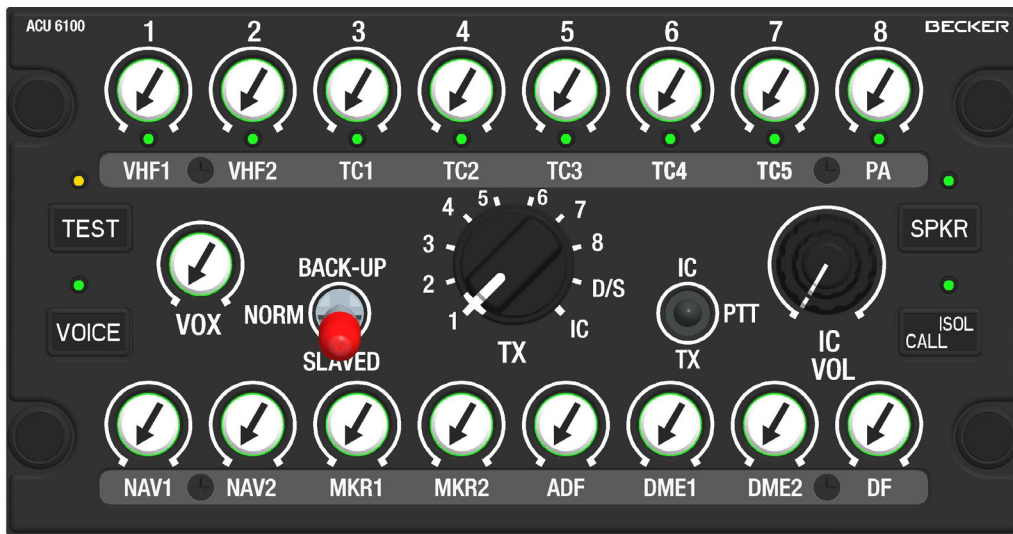 ACU 6100
1 2 3 4 5 6 7 8
BECKER
VHF1 VHF2 TC1 TC2 TC3 TC4 TC5 PA
TEST
VOICE
VOX
BACK-UP
NORM
SLAVED
1 2 3 4 5 6 7 8 D/S IC
TX
IC
PTT
TX
IC
VOL
SPKR
ISOL
CALL
NAV1 NAV2 MKR1 MKR2 ADF DME1 DME2 DF